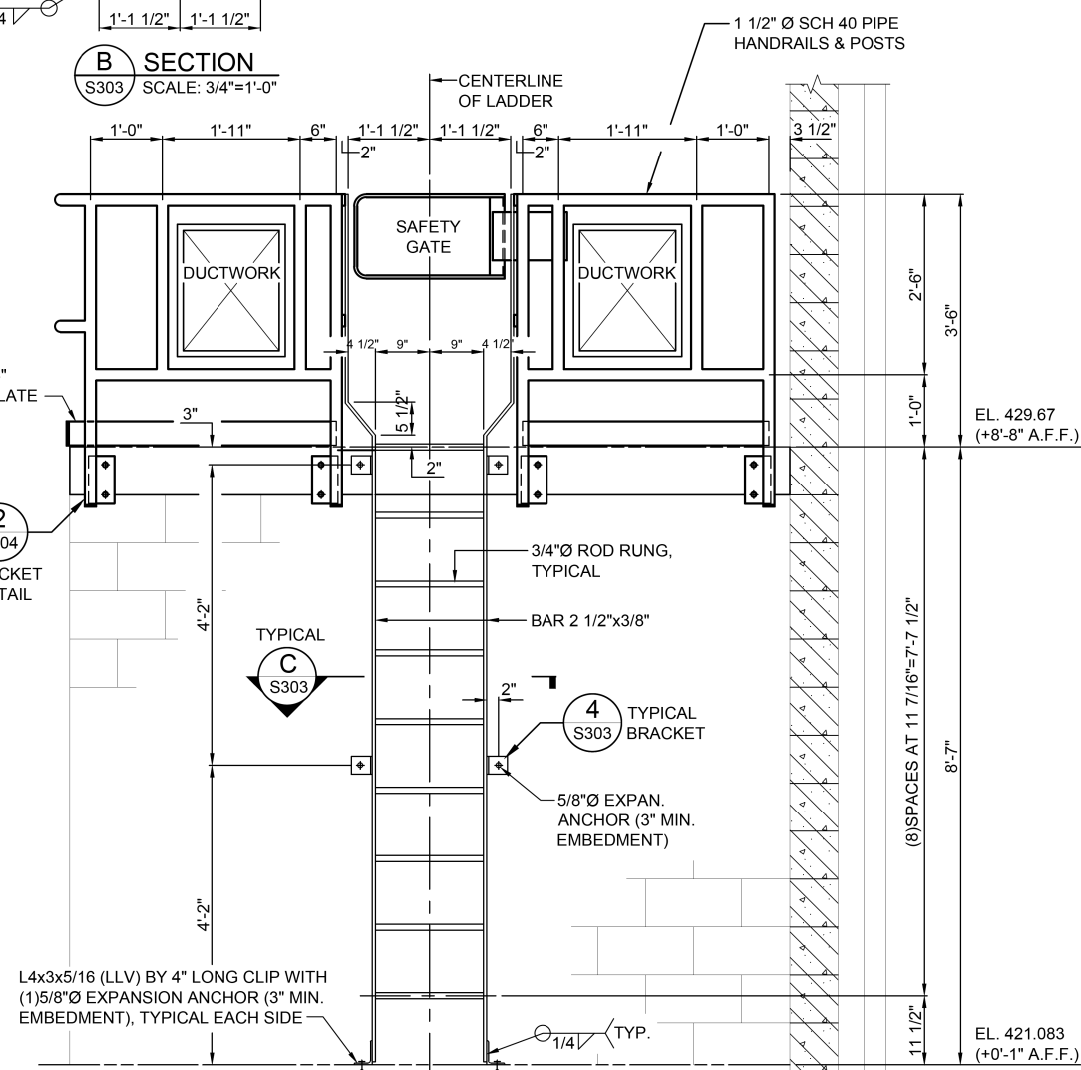 4
1'-1 1/2" 1'-1 1/2"
B SECTION
S303 SCALE: 3/4"=1'-0"
1 1/2" Ø SCH 40 PIPE
HANDRAILS & POSTS
CENTERLINE
OF LADDER
1'-0" 1'-11" 6" 1'-1 1/2" 1'-1 1/2" 6" 1'-11" 1'-0" 3 1/2"
2" 2"
SAFETY
GATE
DUCTWORK DUCTWORK
2'-6"
3'-6"
4 1/2" 9" 9" 4 1/2"
"
LATE
3"
5 1/2"
1'-0"
EL. 429.67
(+8'-8" A.F.F.)
2"
2
04
CKET
TAIL
3/4"Ø ROD RUNG,
TYPICAL
4'-2"
BAR 2 1/2"x3/8"
TYPICAL
C
S303
2"
4
S303
TYPICAL
BRACKET
(8)SPACES AT 11 7/16"=7'-7 1/2"
8'-7"
5/8"Ø EXPAN.
ANCHOR (3" MIN.
EMBEDMENT)
4'-2"
L4x3x5/16 (LLV) BY 4" LONG CLIP WITH
(1)5/8"Ø EXPANSION ANCHOR (3" MIN.
EMBEDMENT), TYPICAL EACH SIDE
1/4 TYP.
11 1/2"
EL. 421.083
(+0'-1" A.F.F.)